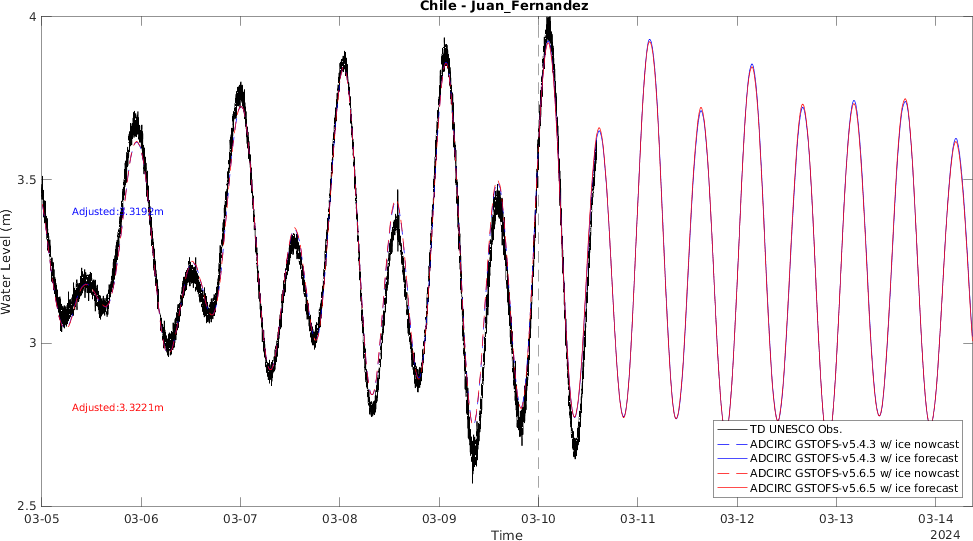 Chile - Juan_Fernandez
4
3.5
3
2.5
Water Level (m)
Adjusted:3.3192m
Adjusted:3.3221m
TD UNESCO Obs.
ADCIRC GSTOFS-v5.4.3 w/ ice nowcast
ADCIRC GSTOFS-v5.4.3 w/ ice forecast
ADCIRC GSTOFS-v5.6.5 w/ ice nowcast
ADCIRC GSTOFS-v5.6.5 w/ ice forecast
03-05 03-06 03-07 03-08 03-09 03-10 03-11 03-12 03-13 03-14
Time 2024